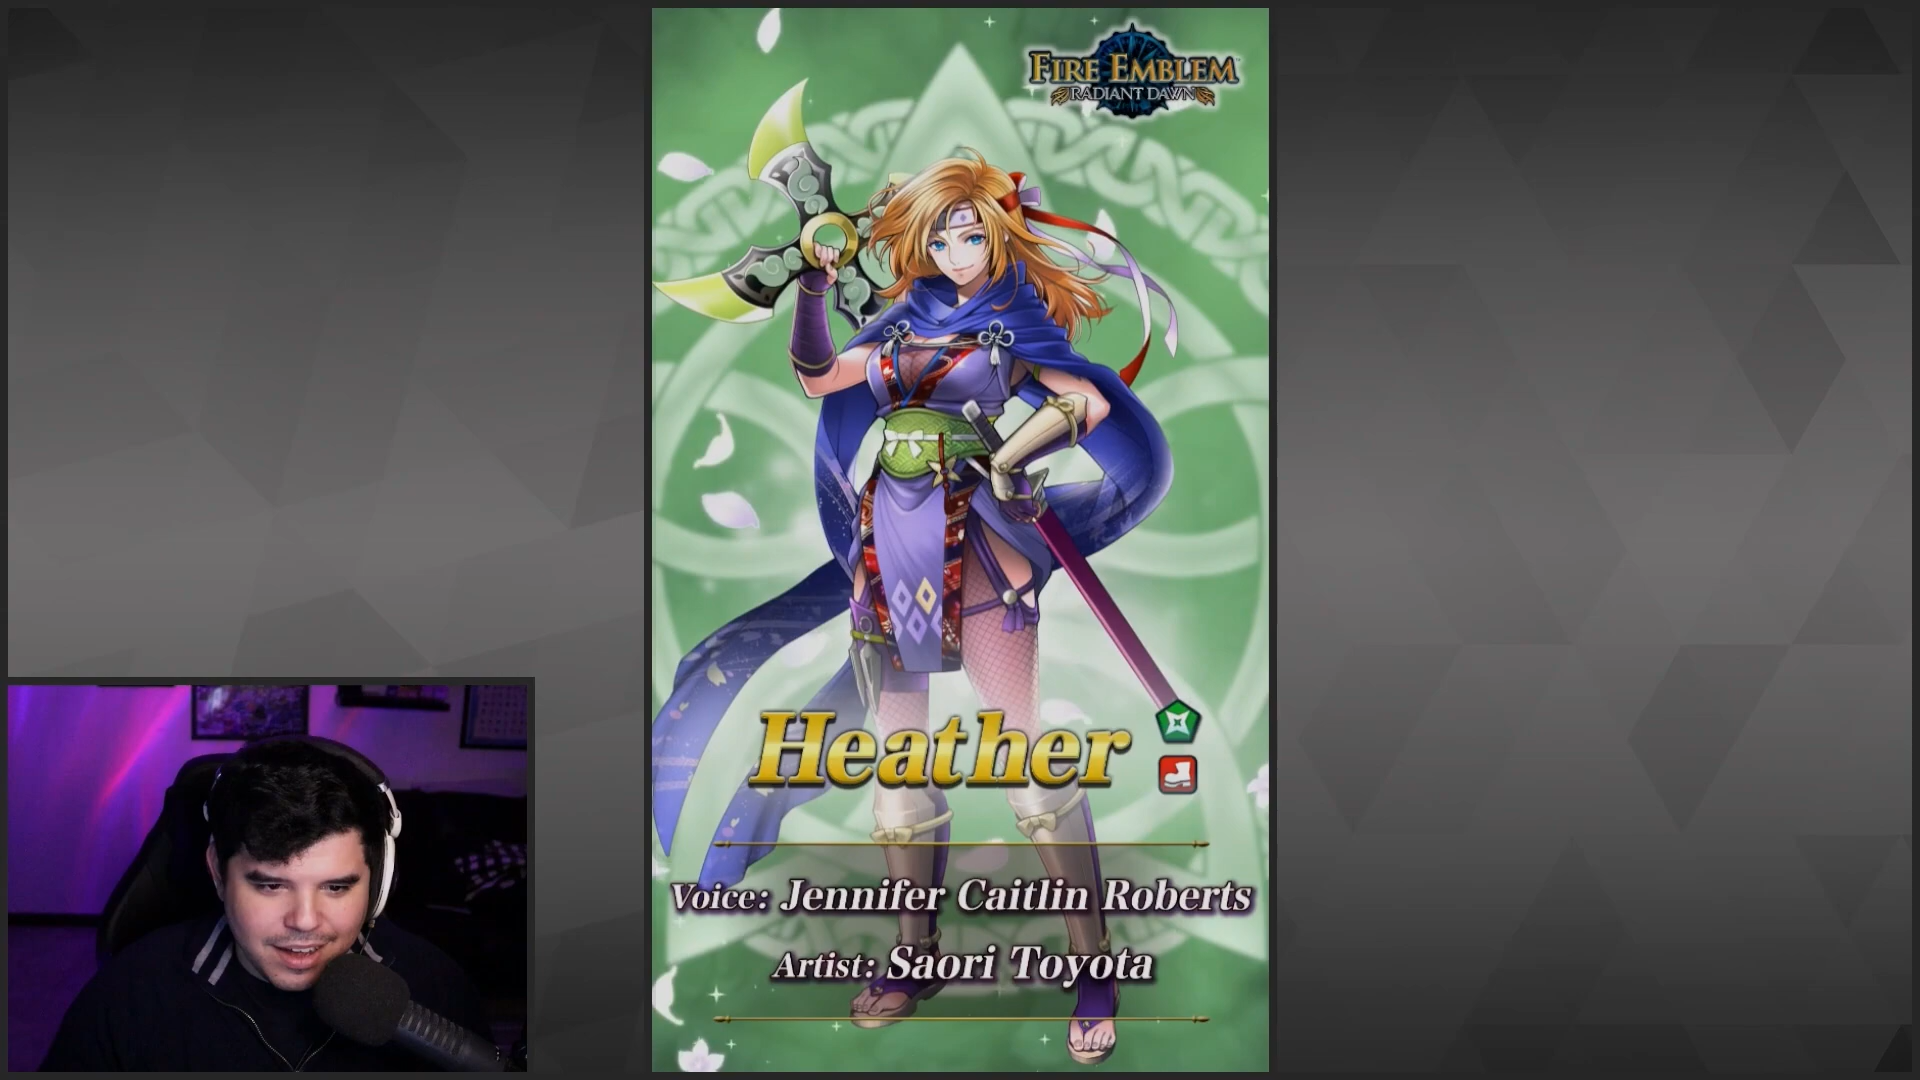 FIRE EMBLEM
RADIANT DAWN
Heather
Voice: Jennifer Caitlin Roberts
Artist: Saori Toyota